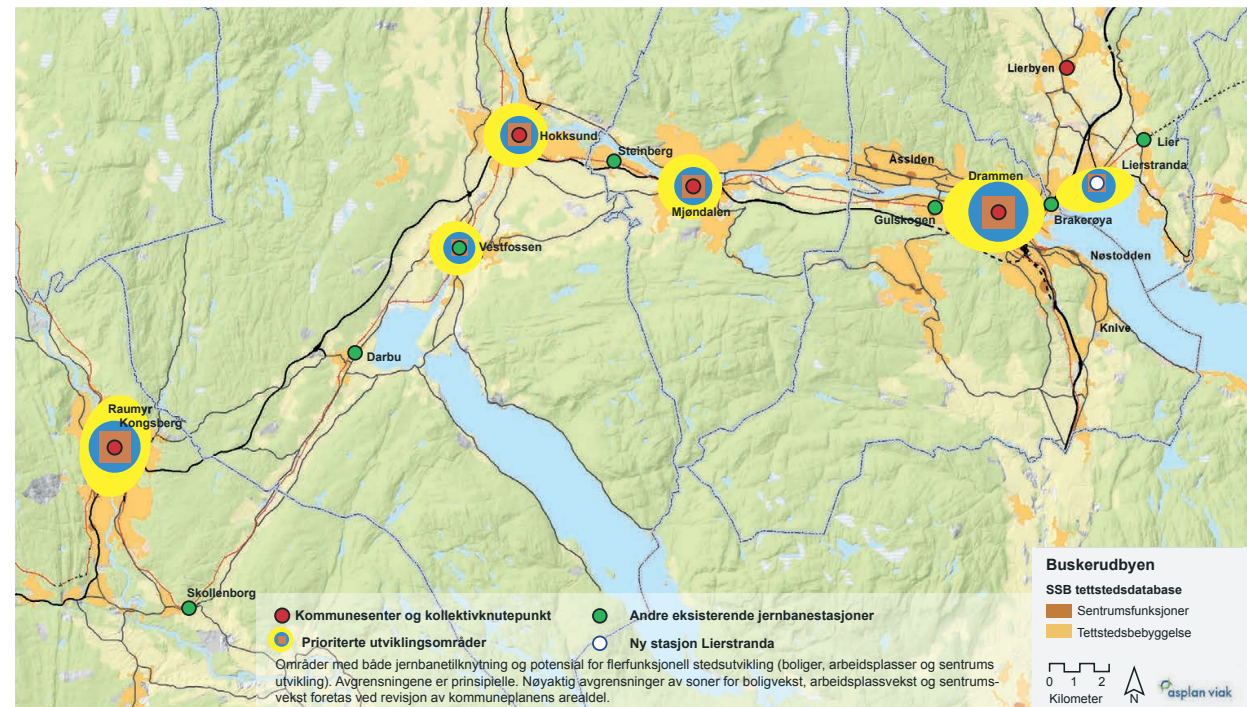 Lierbyen
Hokksund
Steinberg
Åssiden
Lier
Lierstranda
Drammen
Mjøndalen
Gulskogen
Brakerøya
Vestfossen
Nøstodden
Knive
Darbu
Raumyr
Kongsberg
Skollenborg
Kommunesenter og kollektivknutepunkt
Andre eksisterende jernbanestasjoner
Prioriterte utviklingsområder
Ny stasjon Lierstranda
Områder med både jernbanetilknytning og potensial for flerfunksjonell stedsutvikling (boliger, arbeidsplasser og sentrums
utvikling). Avgrensningene er prinsipielle. Nøyaktig avgrensninger av soner for boligvekst, arbeidsplassvekst og sentrums-
vekst foretas ved revisjon av kommuneplanens arealdel.
Buskerudbyen
SSB tettstedsdatabase
Sentrumsfunksjoner
Tettstedsbebyggelse
0 1 2
Kilometer
N
asplan viak